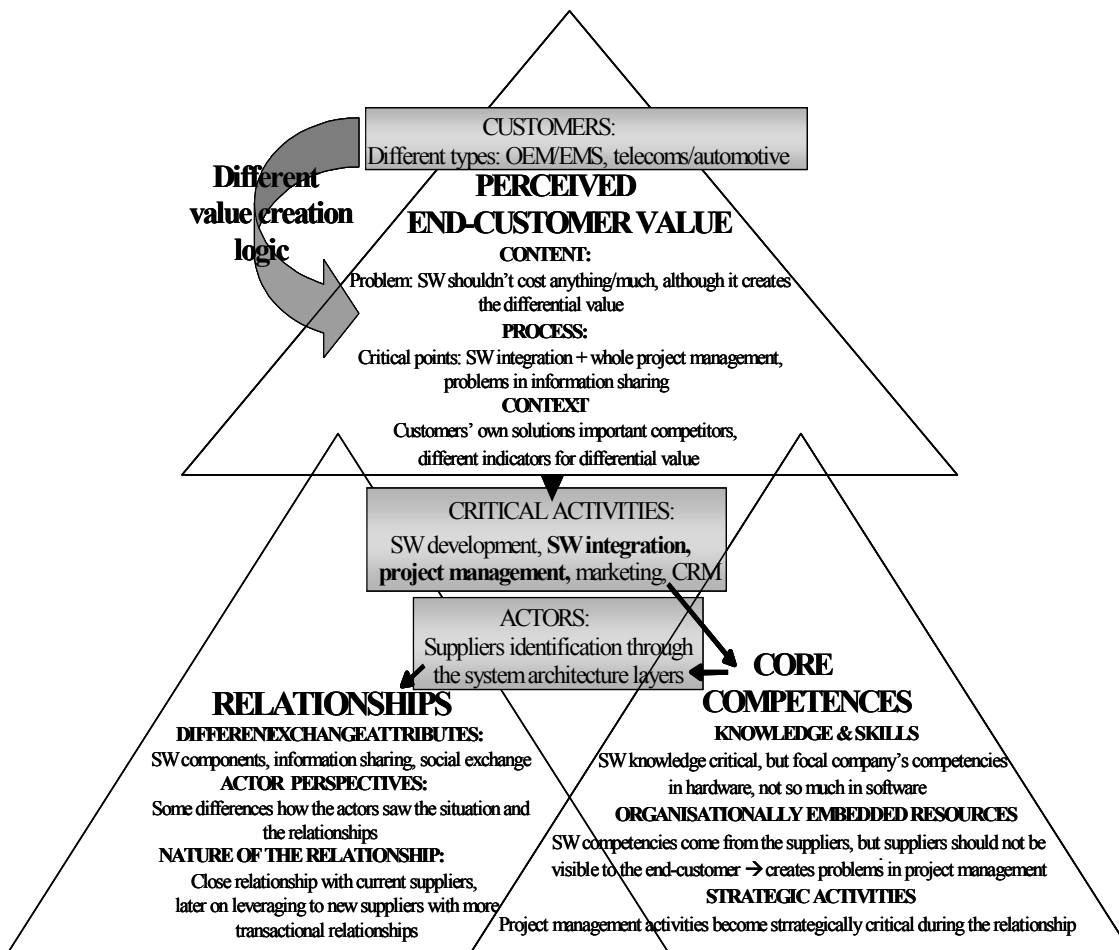 CUSTOMERS:
Different types: OEM/EMS, telecoms/automotive
Different
value creation
logic
PERCEIVED
END-CUSTOMER VALUE
CONTENT:
Problem: SW shouldn't cost anything/much, although it creates
the differential value
PROCESS:
Critical points: SW integration + whole project management,
problems in information sharing
CONTEXT
Customers' own solutions important competitors,
different indicators for differential value
CRITICAL ACTIVITIES:
SW development, SW integration,
project management, marketing, CRM
ACTORS:
Suppliers identification through
the system architecture layers
RELATIONSHIPS
DIFFERENT EXCHANGE ATTRIBUTES:
SW components, information sharing, social exchange
ACTOR PERSPECTIVES:
Some differences how the actors saw the situation and
the relationships
NATURE OF THE RELATIONSHIP:
Close relationship with current suppliers,
later on leveraging to new suppliers with more
transactional relationships
CORE
COMPETENCES
KNOWLEDGE & SKILLS
SW knowledge critical, but focal company's competencies
in hardware, not so much in software
ORGANISATIONALLY EMBEDDED RESOURCES
SW competencies come from the suppliers, but suppliers should not be
visible to the end-customer → creates problems in project management
STRATEGIC ACTIVITIES
Project management activities become strrategically critical during the relationship